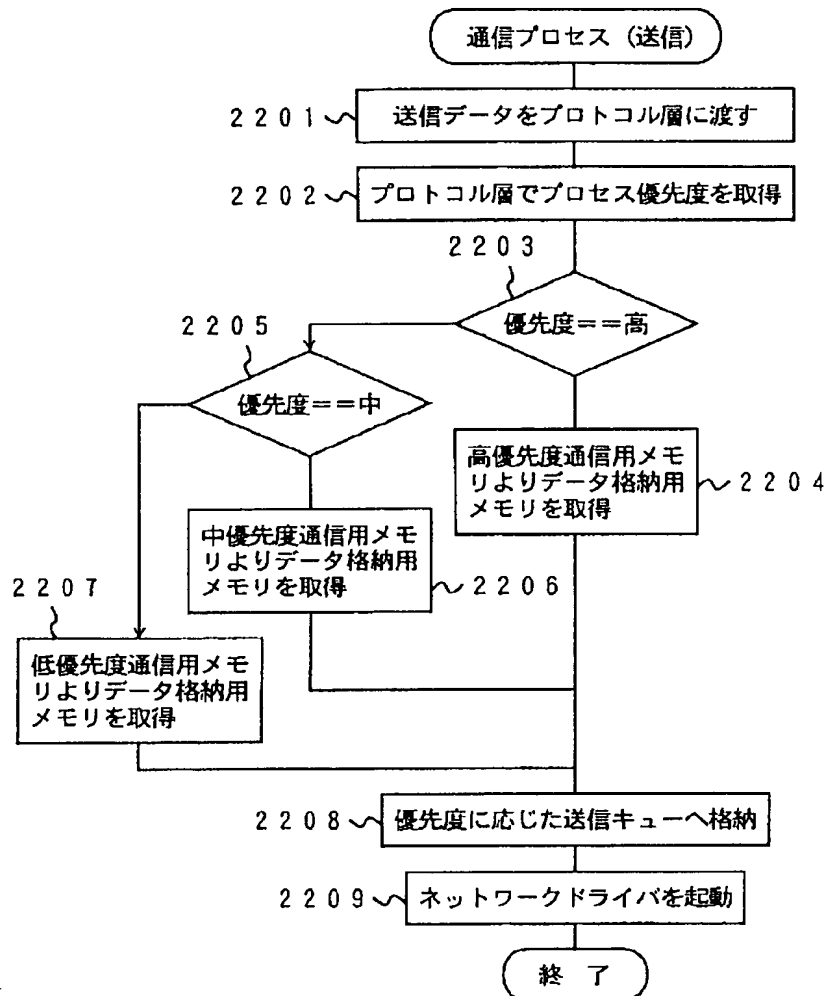 通信プロセス（送信）
２２０１
送信データをプロトコル層に渡す
２２０２
プロトコル層でプロセス優先度を取得
２２０３
優先度＝＝高
２２０５
優先度＝＝中
高優先度通信用メモ
リよりデータ格納用
メモリを取得
２２０４
中優先度通信用メモ
リよりデータ格納用
メモリを取得
２２０６
２２０７
低優先度通信用メモ
リよりデータ格納用
メモリを取得
２２０８
優先度に応じた送信キューへ格納
２２０９
ネットワークドライバを起動
終　了